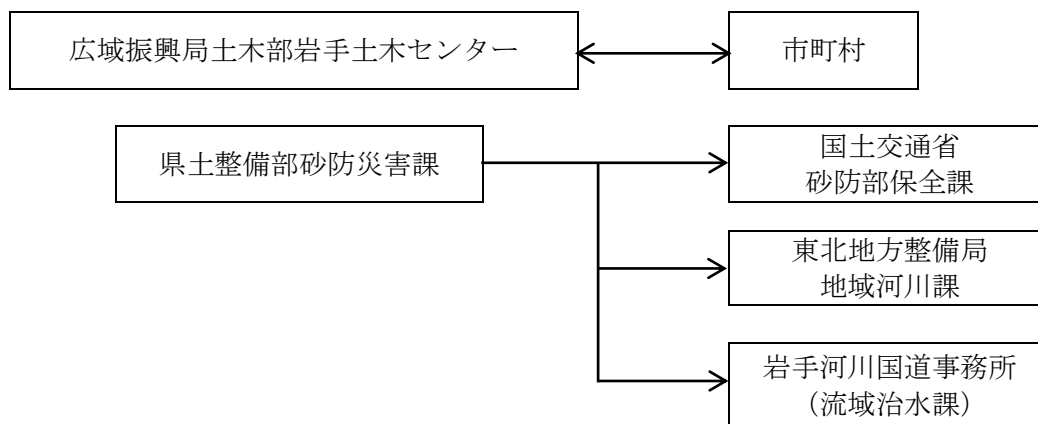 広域振興局土木部岩手土木センター
市町村
県土整備部砂防災害課
国土交通省
砂防部保全課
東北地方整備局
地域河川課
岩手河川国道事務所
（流域治水課）